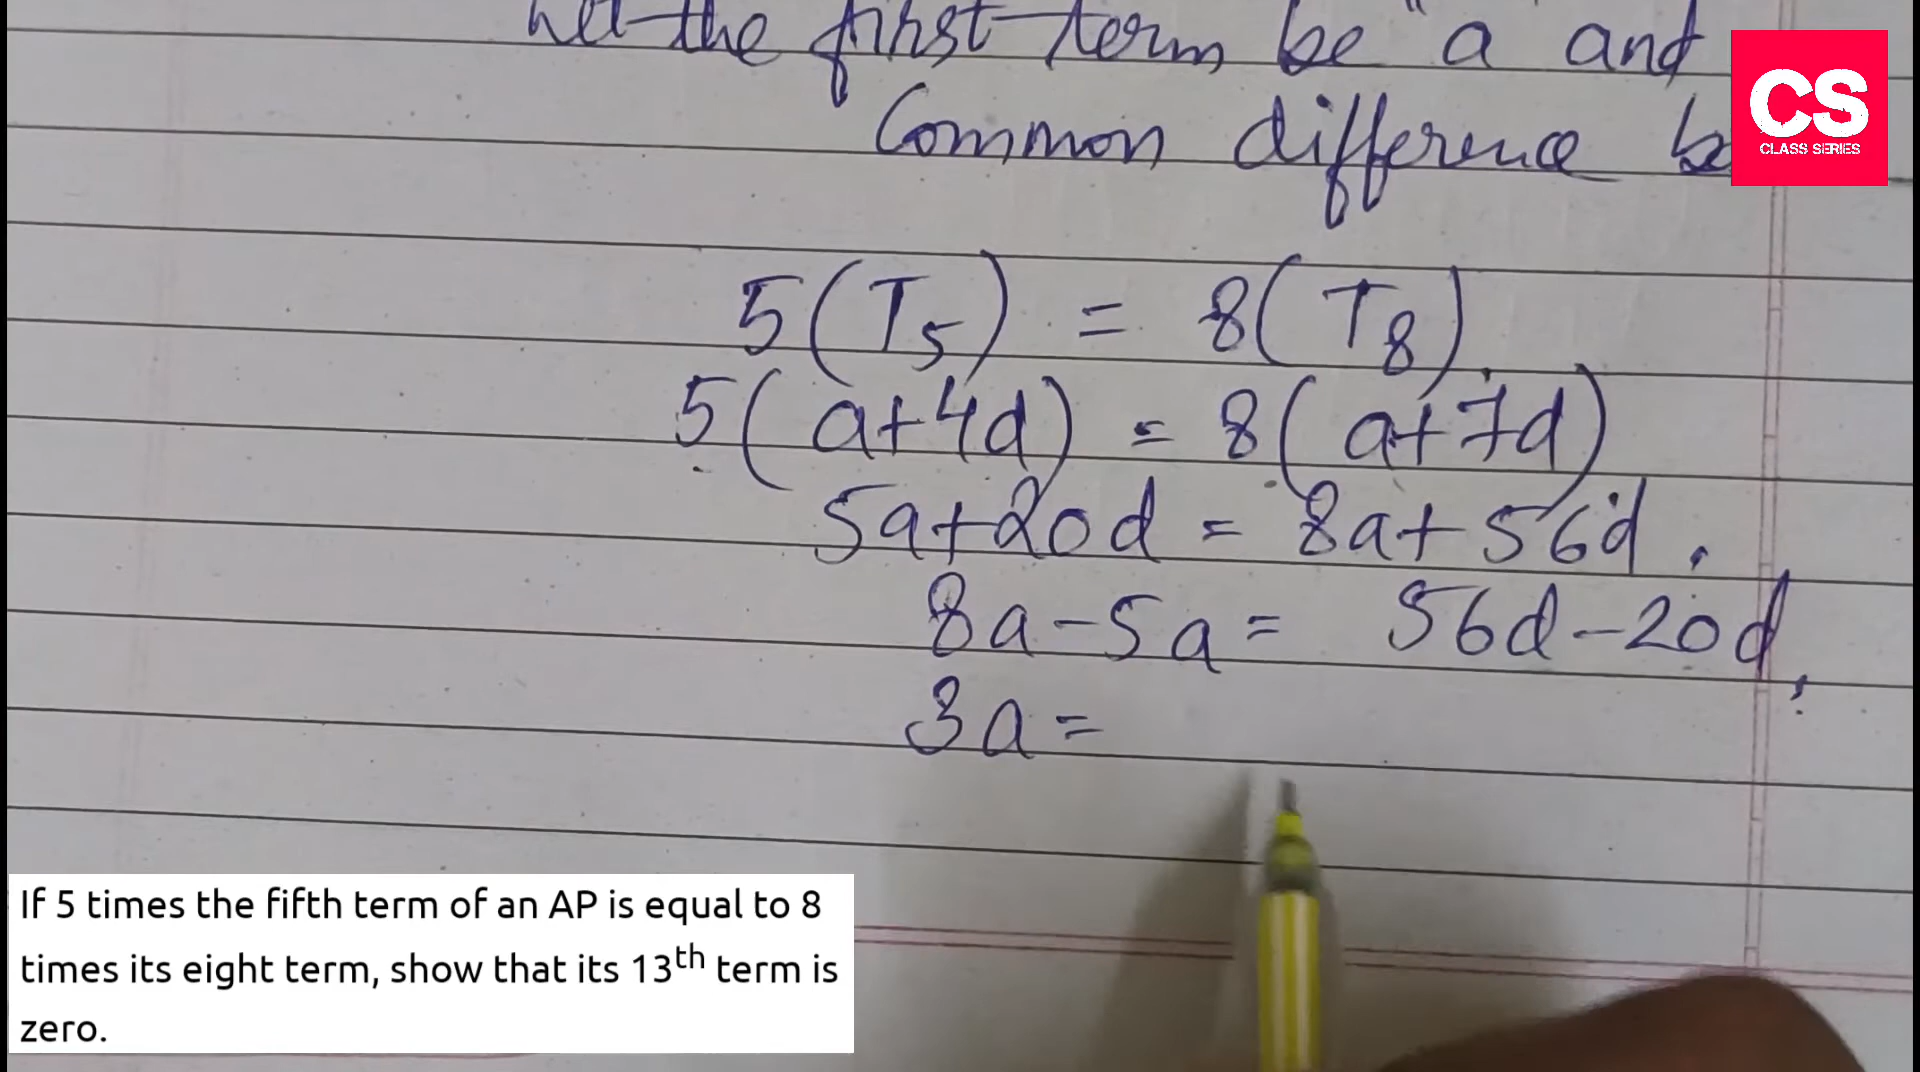 Let the first term be "a and
Common difference be
CS
CLASS SERIES
5(T₅) = 8(T₈).
5(a+4d) = 8(a+7d)
5a+20d = 8a+56d.
8a-5a= 56d-20d.
3a=
If 5 times the fifth term of an AP is equal to 8
times its eight term, show that its 13th term is
zero.